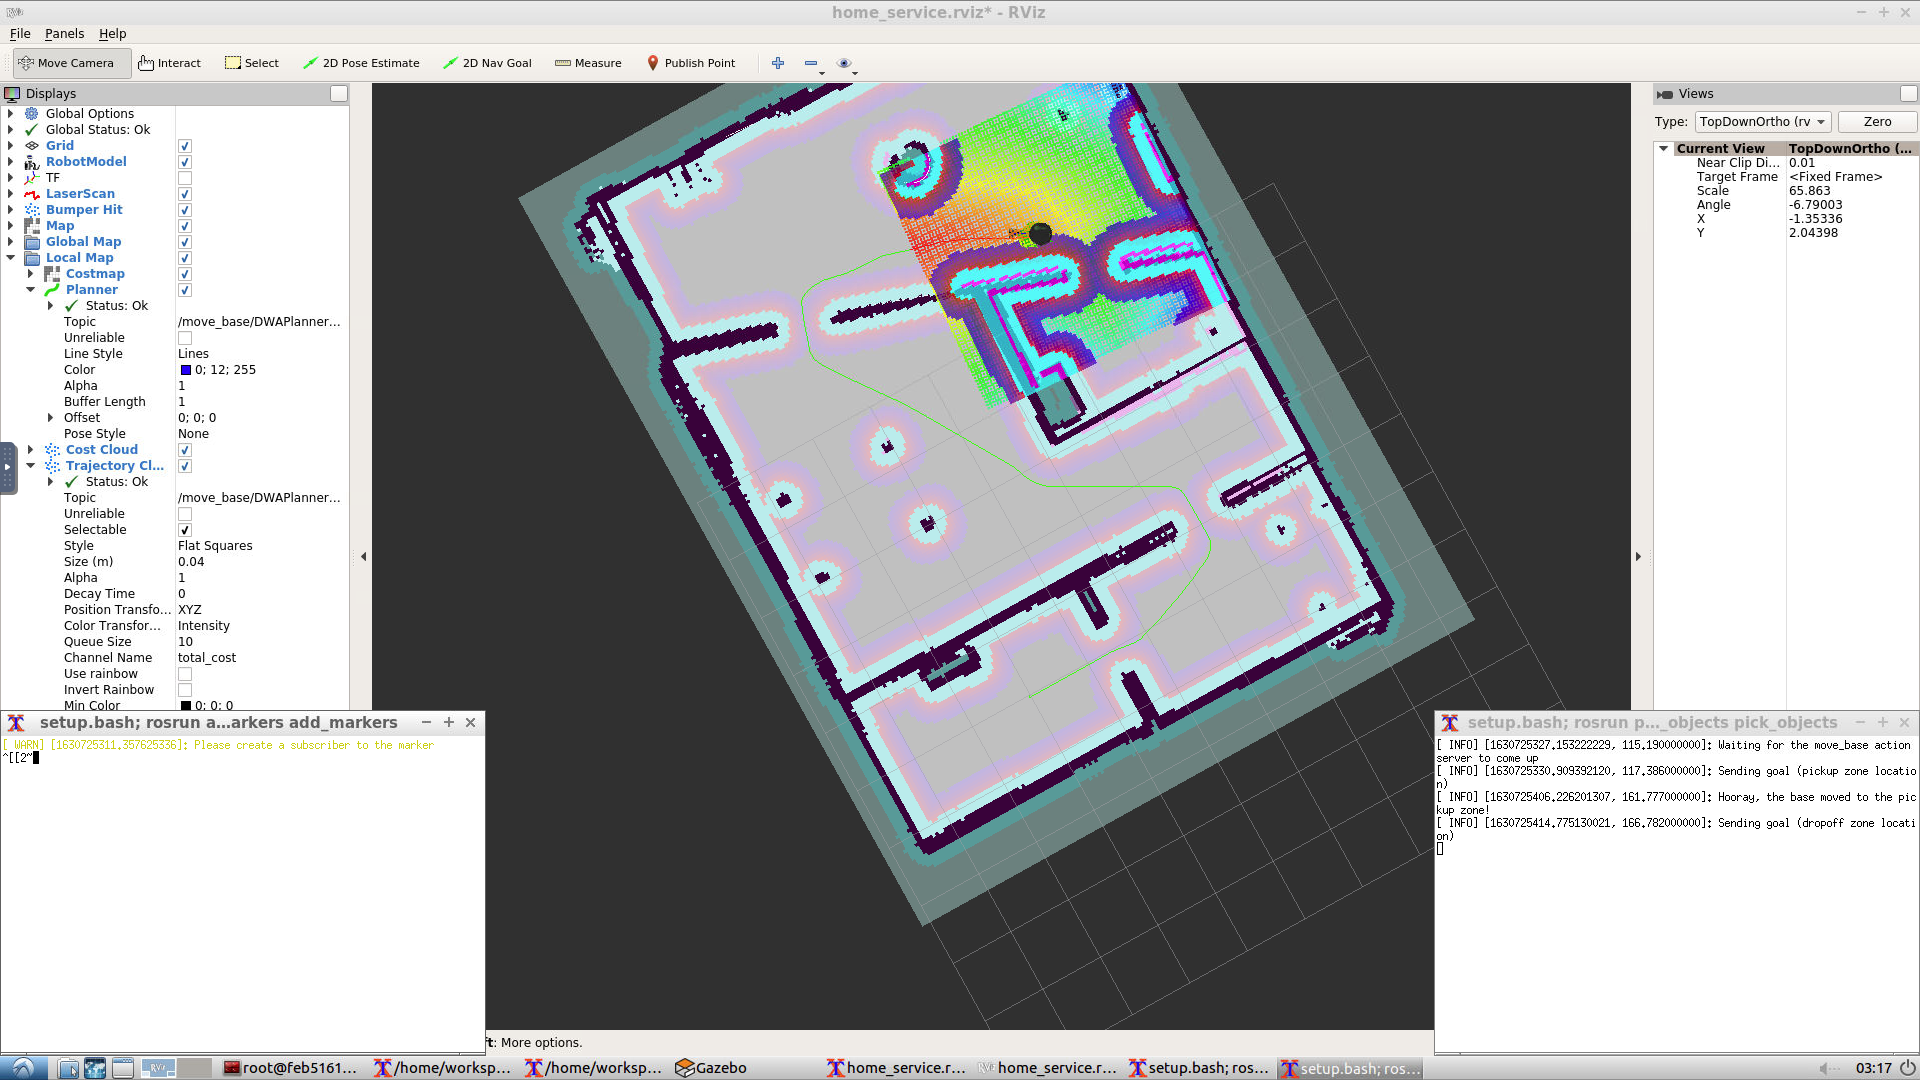 home_service.rviz* - RViz
File Panels Help
Move Camera Interact Select 2D Pose Estimate 2D Nav Goal Measure Publish Point
Displays
Global Options
Global Status: Ok
Grid
RobotModel
TF
LaserScan
Bumper Hit
Map
Global Map
Local Map
Costmap
Planner
Status: Ok
Topic /move_base/DWAPlanner...
Unreliable
Line Style Lines
Color 0; 12; 255
Alpha 1
Buffer Length 1
Offset 0; 0; 0
Pose Style None
Cost Cloud
Trajectory Cl...
Status: Ok
Topic /move_base/DWAPlanner...
Unreliable
Selectable
Style Flat Squares
Size (m) 0.04
Alpha 1
Decay Time 0
Position Transfo... XYZ
Color Transfor... Intensity
Queue Size 10
Channel Name total_cost
Use rainbow
Invert Rainbow
Min Color 0; 0; 0
Views
Type: TopDownOrtho (rv Zero
Current View TopDownOrtho (...
Near Clip Di... 0.01
Target Frame <Fixed Frame>
Scale 65.863
Angle -6.79003
X -1.35336
Y 2.04398
setup.bash; rosrun a...arkers add_markers
[ WARN] [1630725311.357625336]: Please create a subscriber to the marker
^[[2~
setup.bash; rosrun p..._objects pick_objects
[ INFO] [1630725327.153222229, 115.190000000]: Waiting for the move_base action
server to come up
[ INFO] [1630725330.909392120, 117.386000000]: Sending goal (pickup zone locatio
n)
[ INFO] [1630725406.226201307, 161.777000000]: Hooray, the base moved to the pic
kup zone!
[ INFO] [1630725414.775130021, 166.782000000]: Sending goal (dropoff zone locati
on)
ft: More options.
RViz root@feb5161... /home/worksp... /home/worksp... Gazebo home_service.r... home_service.r... setup.bash; ros... setup.bash; ros... 03:17